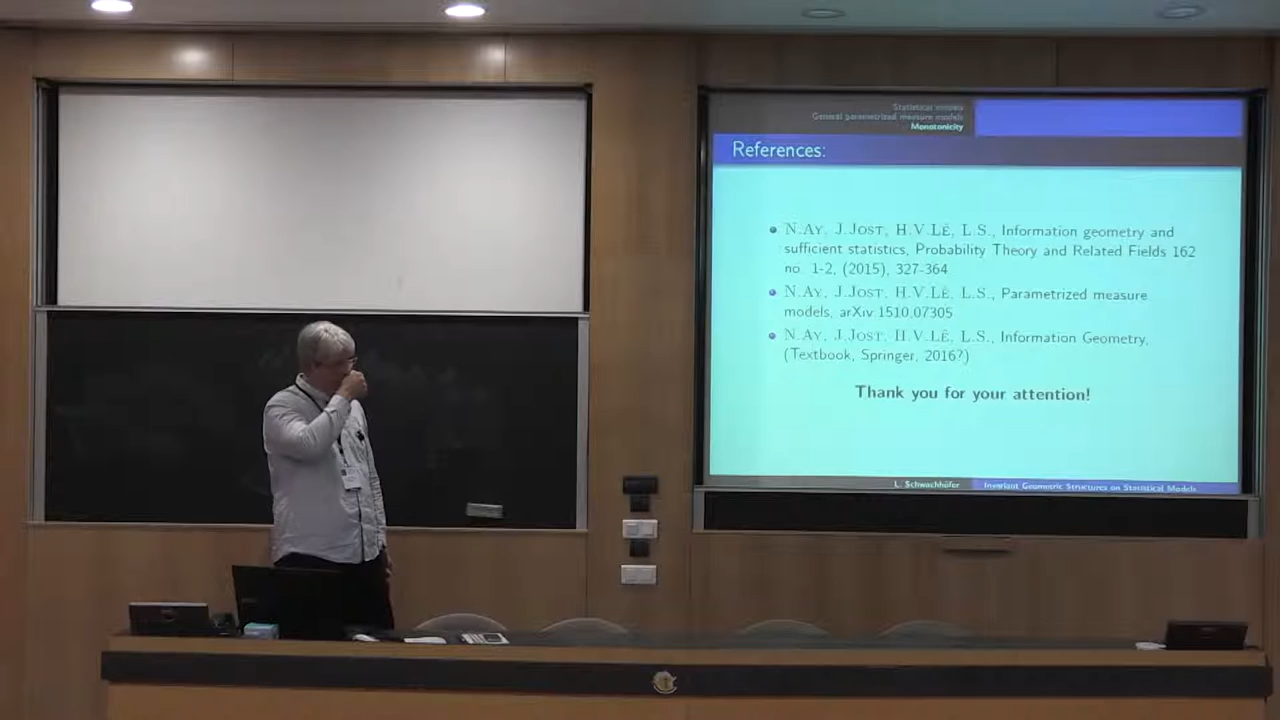 Statistical models
General parametrized measure models
Monotonicity
References:
N.AY, J.JOST, H.V.LÊ, L.S., Information geometry and
sufficient statistics, Probability Theory and Related Fields 162
no. 1-2, (2015), 327-364
N.AY, J.JOST, H.V.LÊ, L.S., Parametrized measure
models, arXiv:1510.07305
N.AY, J.JOST, H.V.LÊ, L.S., Information Geometry,
(Textbook, Springer, 2016?)
Thank you for your attention!
L. Schwachhöfer Invariant Geometric Structures on Statistical Models